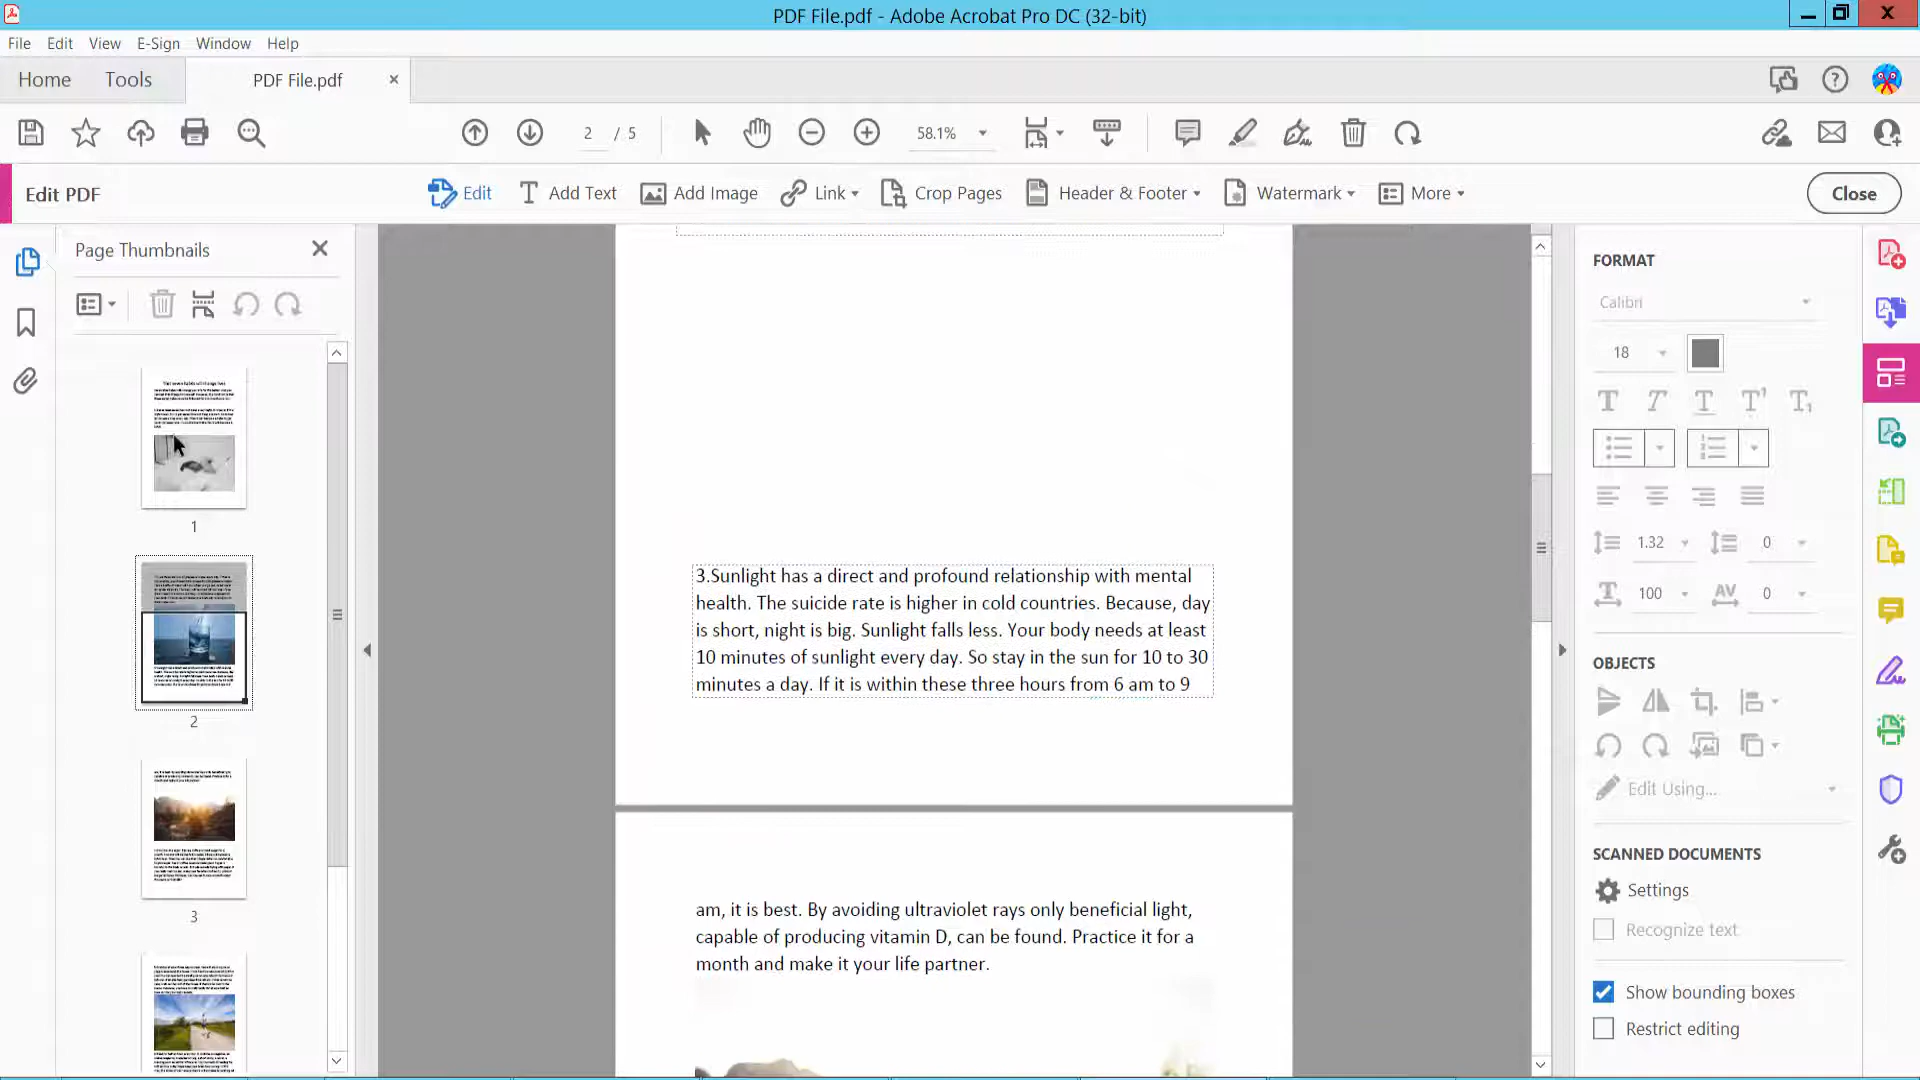 PDF File.pdf - Adobe Acrobat Pro DC (32-bit)
File Edit View E-Sign Window Help
Home Tools PDF File.pdf
2 / 5 58.1%
Edit PDF Edit Add Text Add Image Link Crop Pages Header & Footer Watermark More Close
Page Thumbnails
1
2
3
3.Sunlight has a direct and profound relationship with mental
health. The suicide rate is higher in cold countries. Because, day
is short, night is big. Sunlight falls less. Your body needs at least
10 minutes of sunlight every day. So stay in the sun for 10 to 30
minutes a day. If it is within these three hours from 6 am to 9
am, it is best. By avoiding ultraviolet rays only beneficial light,
capable of producing vitamin D, can be found. Practice it for a
month and make it your life partner.
FORMAT
Calibri
18
1.32 0
100 AV 0
OBJECTS
Edit Using...
SCANNED DOCUMENTS
Settings
Recognize text
Show bounding boxes
Restrict editing